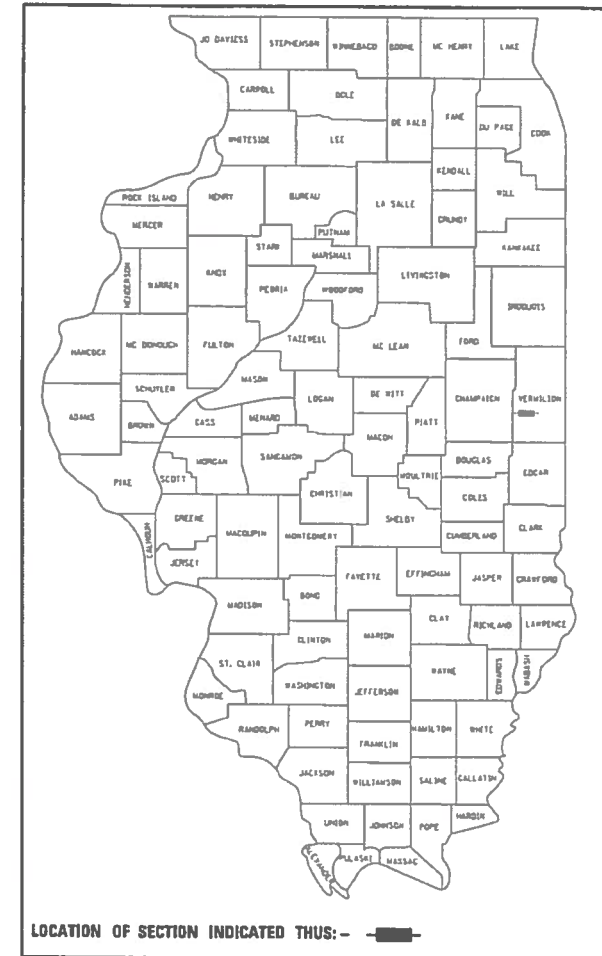 JO DAVIESS STEPHENSON WINNEBAGO BOONE MC HENRY LAKE
CARROLL OGLE DE KALB KANE DU PAGE COOK
WHITESIDE LEE KENDALL WILL
ROCK ISLAND HENRY BUREAU LA SALLE GRUNDY
MERCER PUTNAM KANKAKEE
STARK MARSHALL LIVINGSTON
HENDERSON WARREN KNOX PEORIA WOODFORD IROQUOIS
HANCOCK MC DONOUGH FULTON TAZEWELL MC LEAN FORD
SCHUYLER MASON LOGAN DE WITT CHAMPAIGN VERMILION
ADAMS BROWN CASS MENARD MACON PIATT
PIKE SCOTT MORGAN SANGAMON MOULTRIE DOUGLAS EDGAR
CHRISTIAN COLES
GREENE MACOUPIN MONTGOMERY SHELBY CUMBERLAND CLARK
CALHOUN JERSEY FAYETTE EFFINGHAM JASPER CRAWFORD
MADISON BOND CLAY RICHLAND LAWRENCE
CLINTON MARION
ST. CLAIR WAYNE EDWARDS WABASH
MONROE WASHINGTON JEFFERSON
RANDOLPH PERRY HAMILTON WHITE
FRANKLIN
JACKSON WILLIAMSON SALINE GALLATIN
UNION JOHNSON POPE HARDIN
ALEXANDER PULASKI MASSAC
LOCATION OF SECTION INDICATED THUS:-